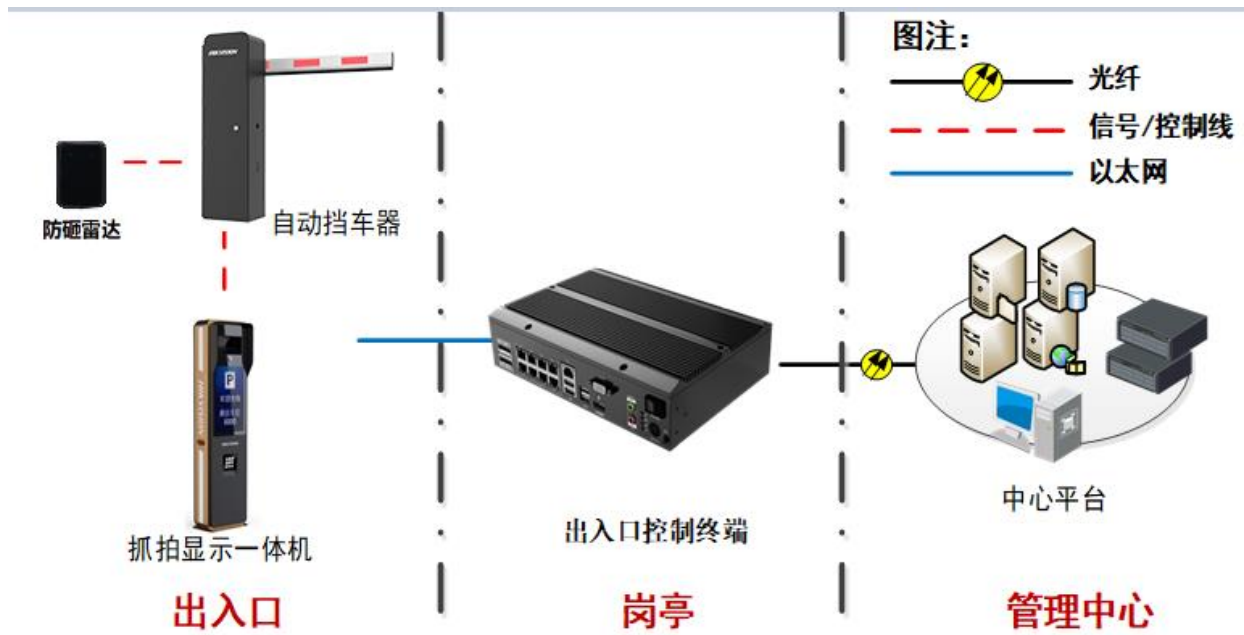 图注：
光纤
信号/控制线
以太网
HIKVISION
防砸雷达
自动挡车器
P
HIKVISION
抓拍显示一体机
出入口控制终端
中心平台
出入口
岗亭
管理中心